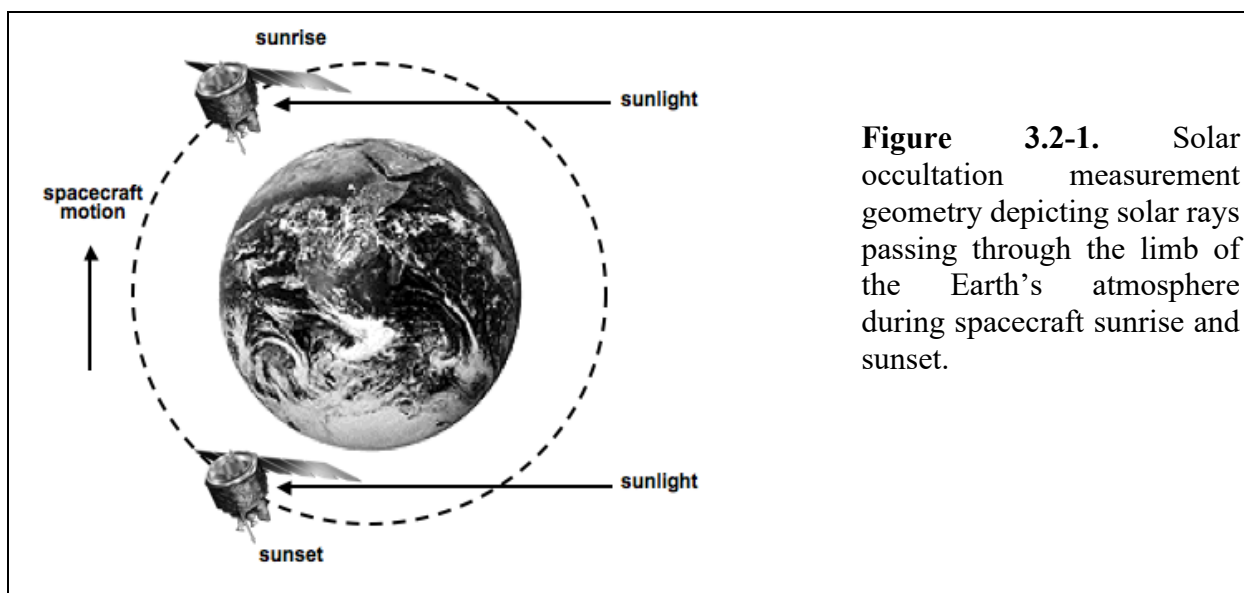 sunrise
sunlight
spacecraft
motion
sunlight
sunset
Figure 3.2-1. Solar
occultation measurement
geometry depicting solar rays
passing through the limb of
the Earth’s atmosphere
during spacecraft sunrise and
sunset.